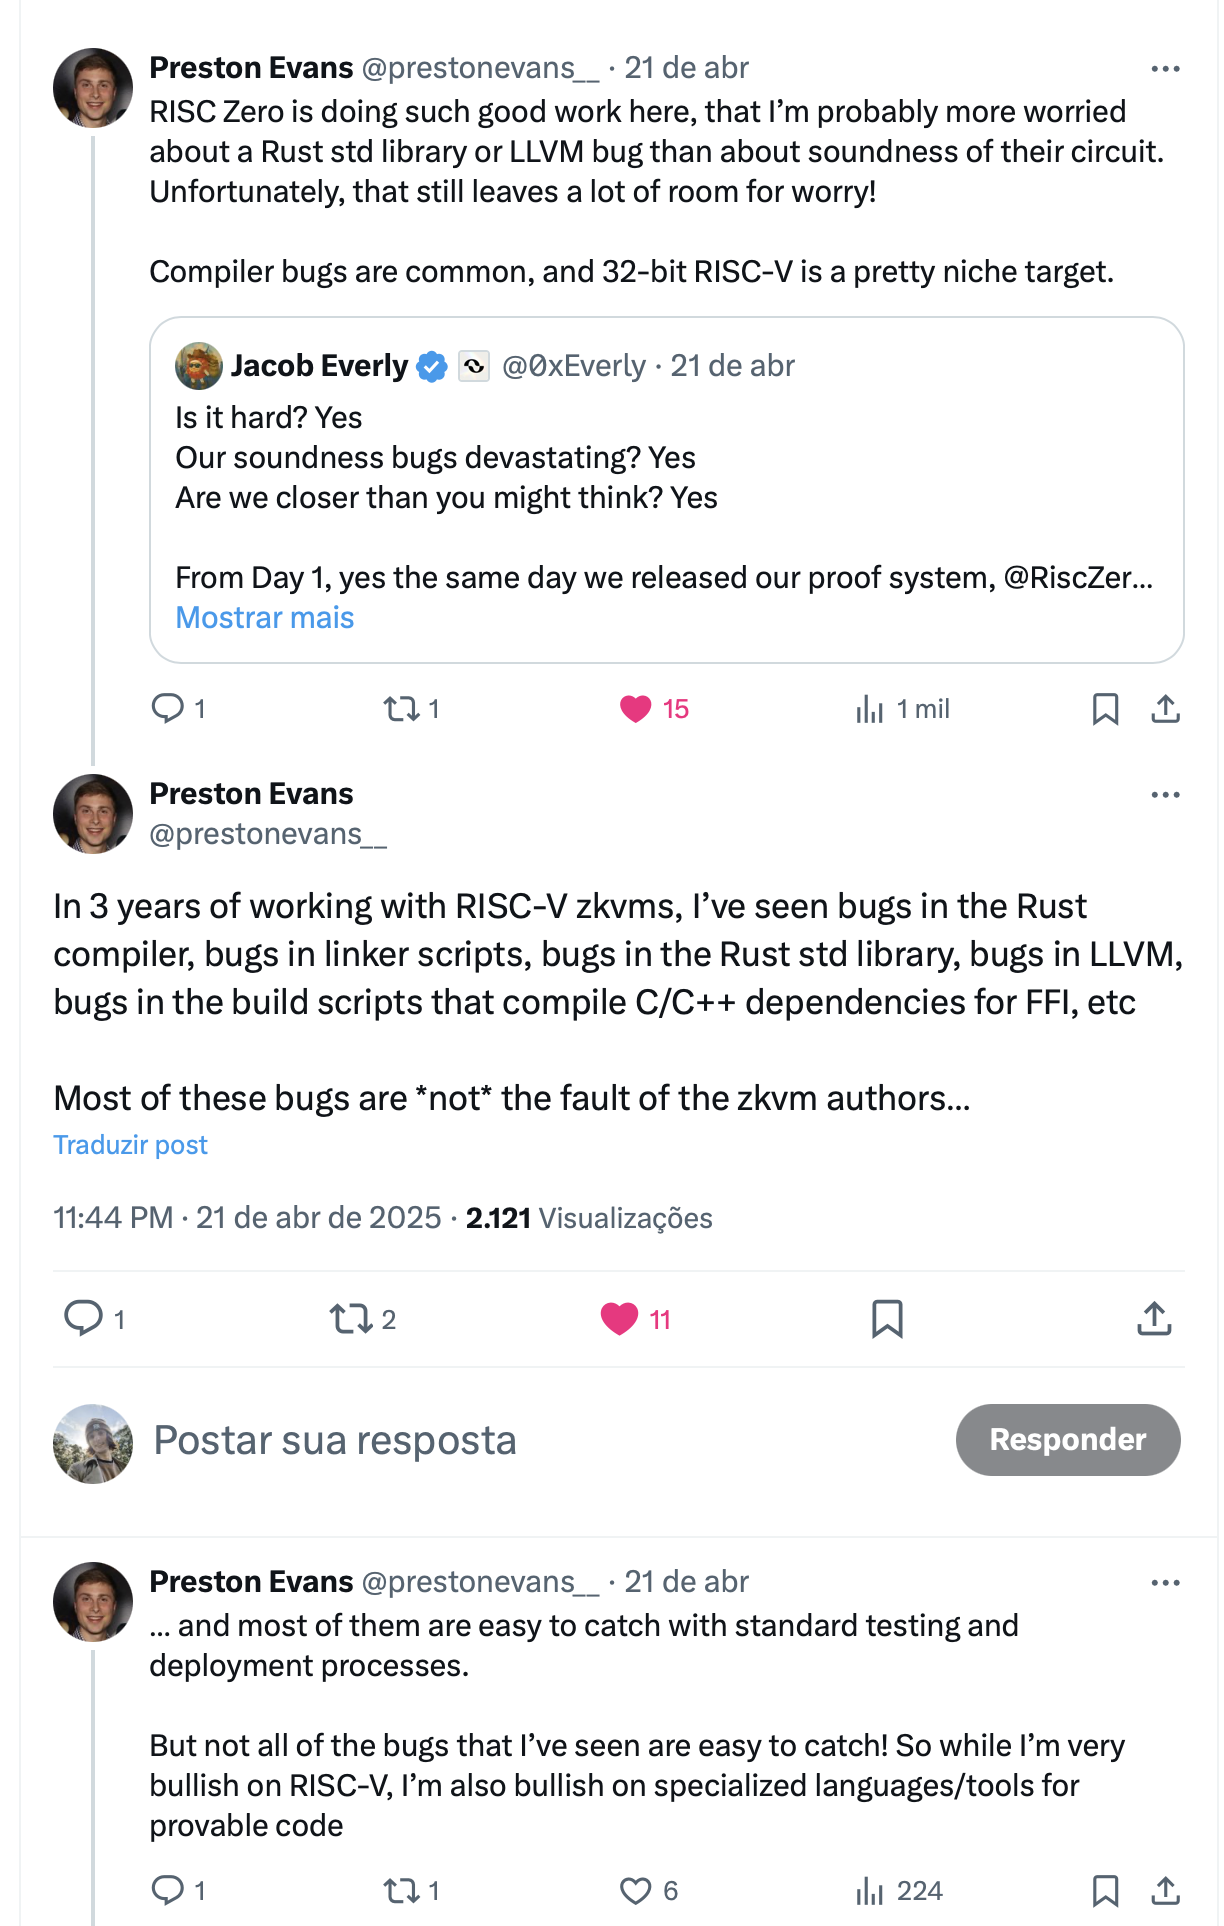 Preston Evans @prestonevans__ · 21 de abr
RISC Zero is doing such good work here, that I’m probably more worried
about a Rust std library or LLVM bug than about soundness of their circuit.
Unfortunately, that still leaves a lot of room for worry!
Compiler bugs are common, and 32-bit RISC-V is a pretty niche target.
Jacob Everly @0xEverly · 21 de abr
Is it hard? Yes
Our soundness bugs devastating? Yes
Are we closer than you might think? Yes
From Day 1, yes the same day we released our proof system, @RiscZer...
Mostrar mais
1 1 15 1 mil
Preston Evans
@prestonevans__
In 3 years of working with RISC-V zkvms, I’ve seen bugs in the Rust
compiler, bugs in linker scripts, bugs in the Rust std library, bugs in LLVM,
bugs in the build scripts that compile C/C++ dependencies for FFI, etc
Most of these bugs are *not* the fault of the zkvm authors...
Traduzir post
11:44 PM · 21 de abr de 2025 · 2.121 Visualizações
1 2 11
Postar sua resposta Responder
Preston Evans @prestonevans__ · 21 de abr
... and most of them are easy to catch with standard testing and
deployment processes.
But not all of the bugs that I’ve seen are easy to catch! So while I’m very
bullish on RISC-V, I’m also bullish on specialized languages/tools for
provable code
1 1 6 224